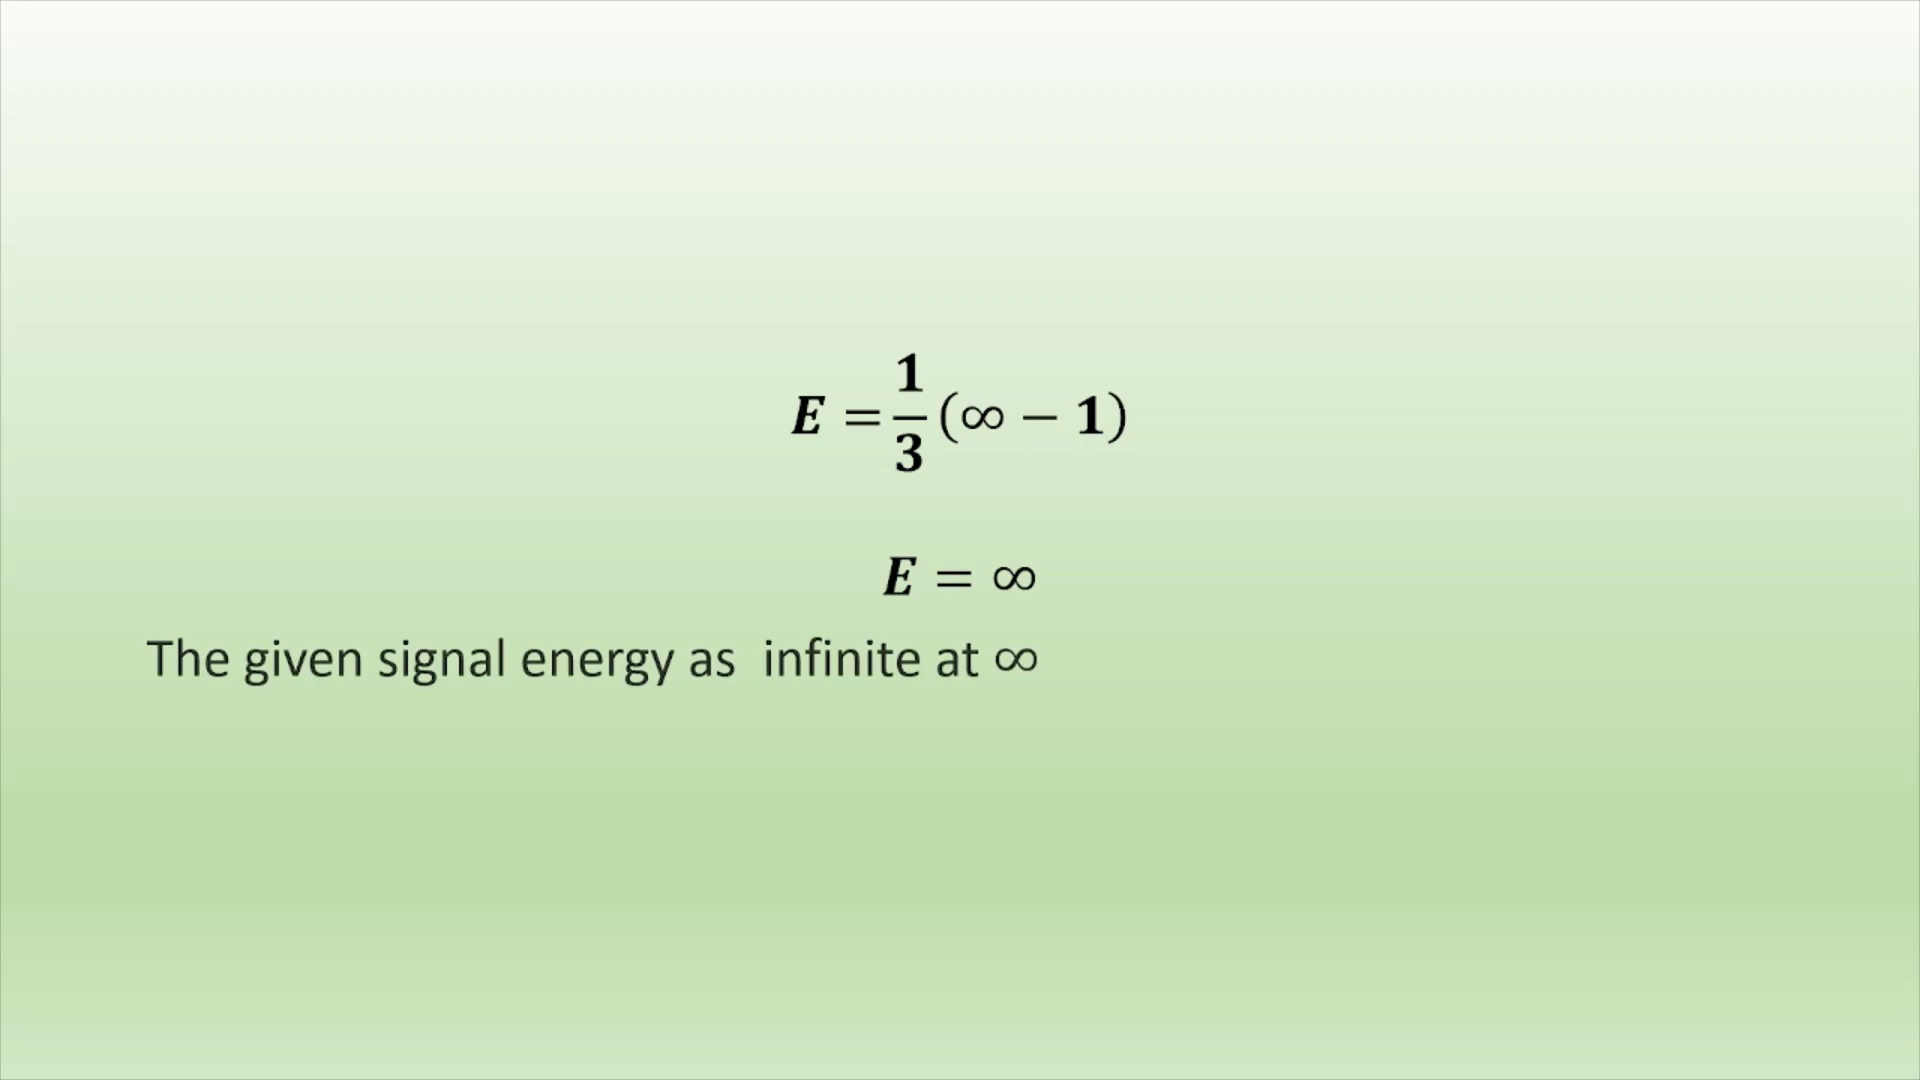 E = 1/3 (∞ − 1)
E = ∞
The given signal energy as  infinite at ∞